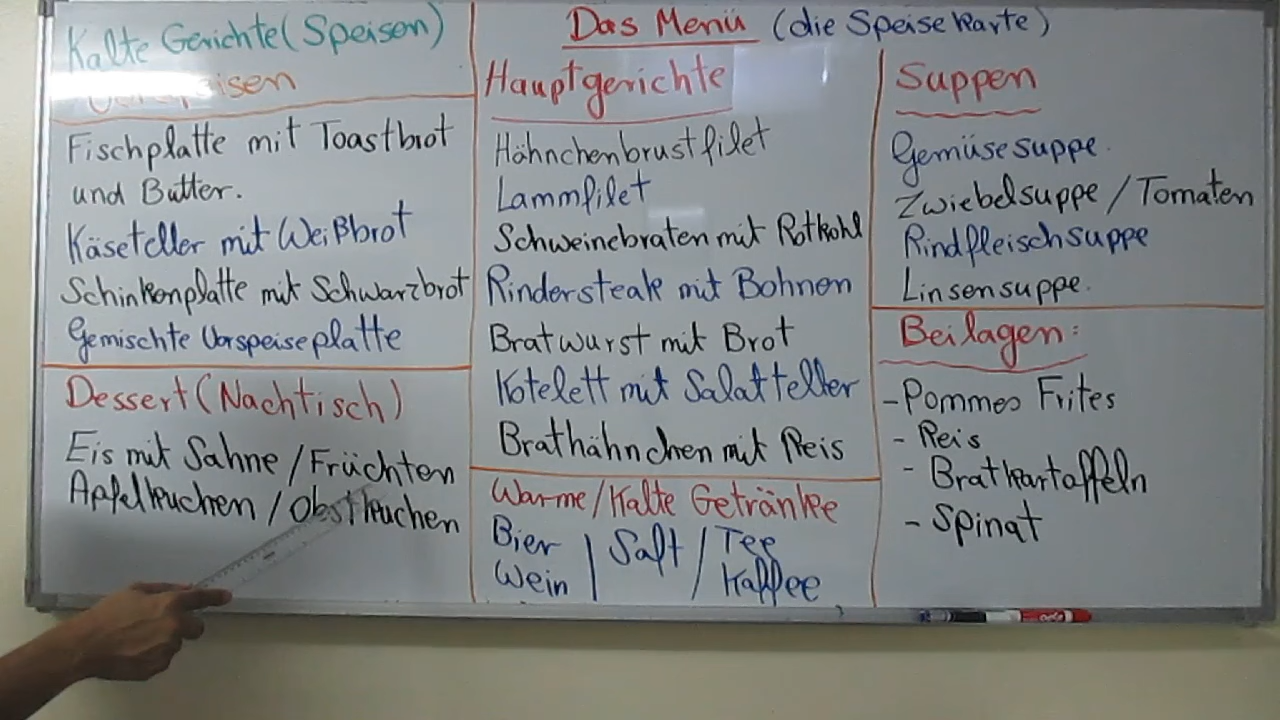 Das Menü (die Speisekarte)
Kalte Gerichte (Speisen)
Vorspeisen
Fischplatte mit Toastbrot
und Butter.
Käseteller mit Weißbrot
Schinkenplatte mit Schwarzbrot
Gemischte Vorspeiseplatte
Dessert (Nachtisch)
Eis mit Sahne / Früchten
Apfelkuchen / Obstkuchen
Hauptgerichte
Hähnchenbrustfilet
Lammfilet
Schweinebraten mit Rotkohl
Rindersteak mit Bohnen
Bratwurst mit Brot
Kotelett mit Salatteller
Brathähnchen mit Reis
Warme / Kalte Getränke
Bier | Saft / Tee
Wein Kaffee
Suppen
Gemüsesuppe.
Zwiebelsuppe / Tomaten
Rindfleischsuppe
Linsensuppe.
Beilagen:
- Pommes Frites
- Reis
- Bratkartoffeln
- Spinat